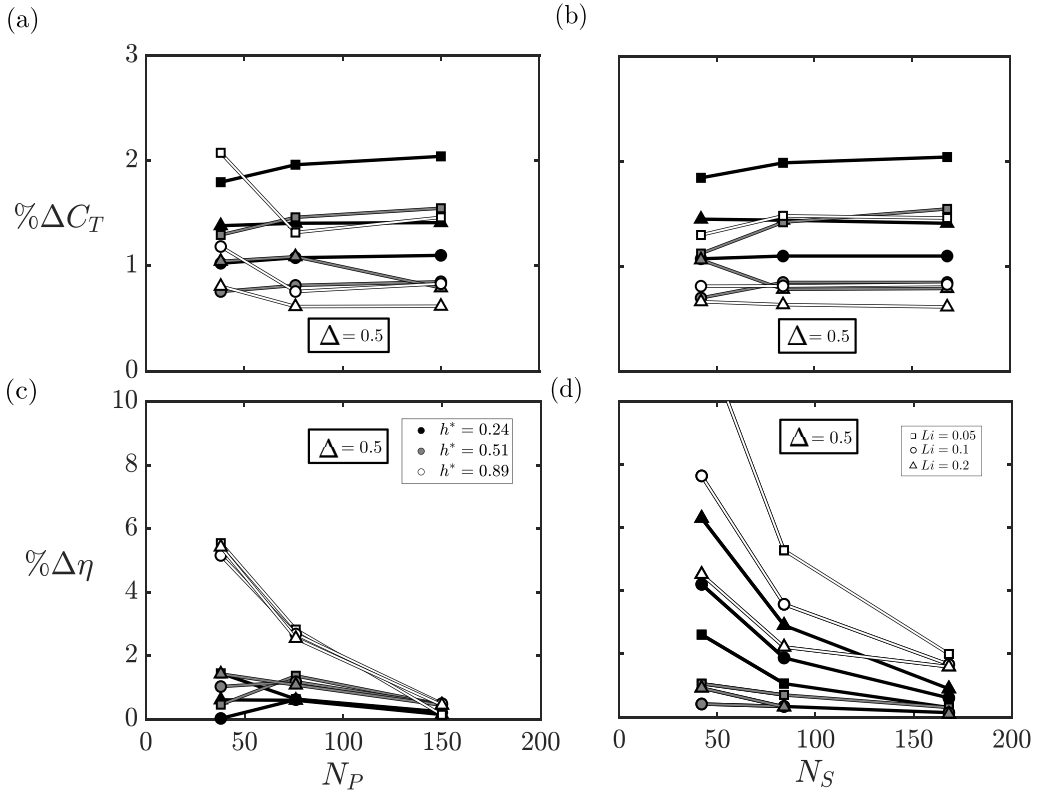 (a)
(b)
3
2
1
0
%ΔC_T
Δ = 0.5
Δ = 0.5
(c)
(d)
10
8
6
4
2
0
%Δη
Δ = 0.5
h* = 0.24
h* = 0.51
h* = 0.89
Δ = 0.5
Li = 0.05
Li = 0.1
Li = 0.2
0 50 100 150 200
0 50 100 150 200
N_P
N_S